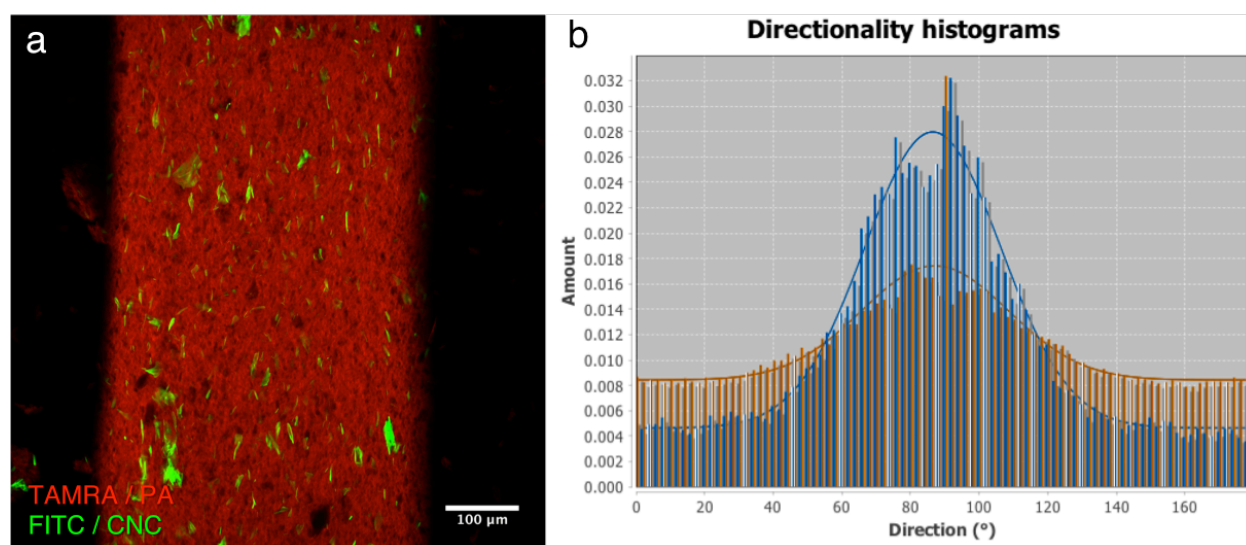 a
TAMRA / PA
FITC / CNC
100 µm
b
Directionality histograms
Amount
0.032
0.030
0.028
0.026
0.024
0.022
0.020
0.018
0.016
0.014
0.012
0.010
0.008
0.006
0.004
0.002
0.000
0 20 40 60 80 100 120 140 160
Direction (°)